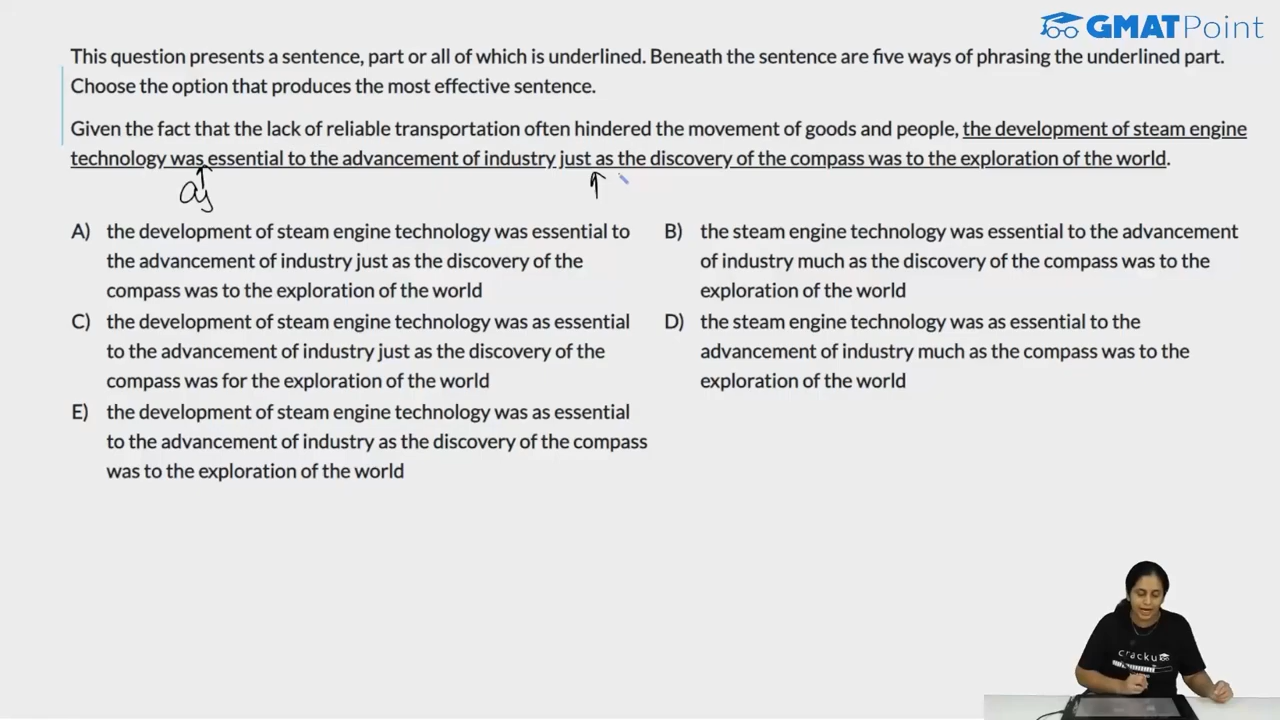 GMAT Point
This question presents a sentence, part or all of which is underlined. Beneath the sentence are five ways of phrasing the underlined part.
Choose the option that produces the most effective sentence.
Given the fact that the lack of reliable transportation often hindered the movement of goods and people, the development of steam engine
technology was essential to the advancement of industry just as the discovery of the compass was to the exploration of the world.
as
A) the development of steam engine technology was essential to
the advancement of industry just as the discovery of the
compass was to the exploration of the world
B) the steam engine technology was essential to the advancement
of industry much as the discovery of the compass was to the
exploration of the world
C) the development of steam engine technology was as essential
to the advancement of industry just as the discovery of the
compass was for the exploration of the world
D) the steam engine technology was as essential to the
advancement of industry much as the compass was to the
exploration of the world
E) the development of steam engine technology was as essential
to the advancement of industry as the discovery of the compass
was to the exploration of the world
cracku